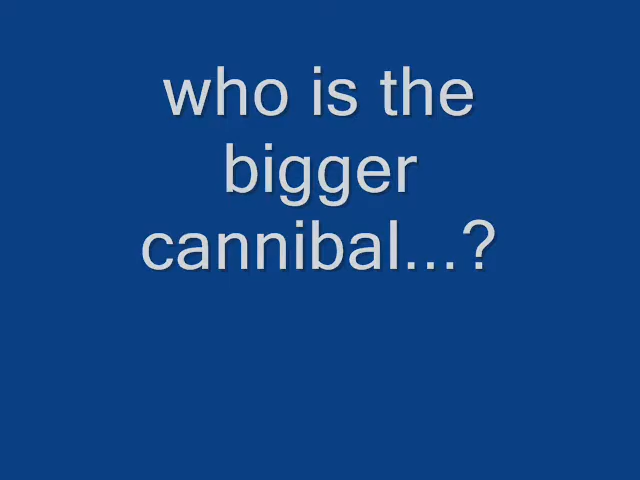 who is the
bigger
cannibal...?